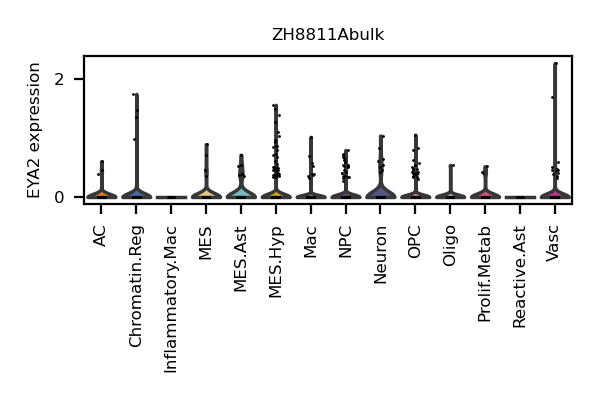 ZH8811Abulk
EYA2 expression
2
0
AC
Chromatin.Reg
Inflammatory.Mac
MES
MES.Ast
MES.Hyp
Mac
NPC
Neuron
OPC
Oligo
Prolif.Metab
Reactive.Ast
Vasc